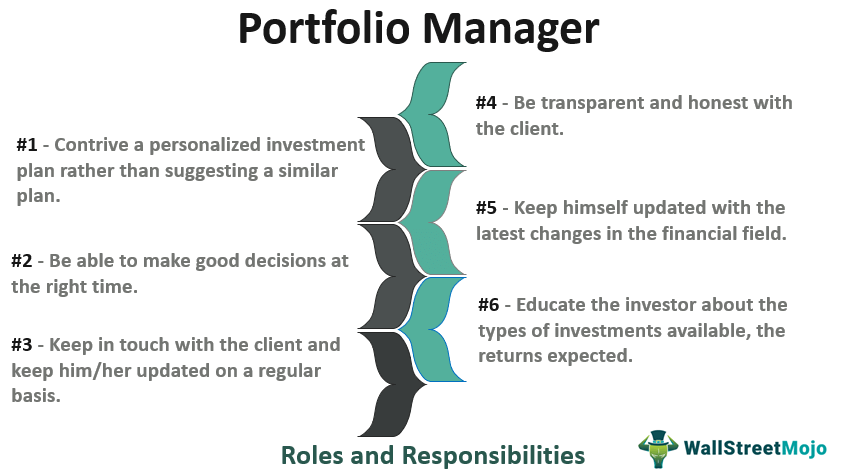 Portfolio Manager
#1 - Contrive a personalized investment
plan rather than suggesting a similar
plan.
#2 - Be able to make good decisions at
the right time.
#3 - Keep in touch with the client and
keep him/her updated on a regular
basis.
#4 - Be transparent and honest with
the client.
#5 - Keep himself updated with the
latest changes in the financial field.
#6 - Educate the investor about the
types of investments available, the
returns expected.
Roles and Responsibilities
WallStreetMojo